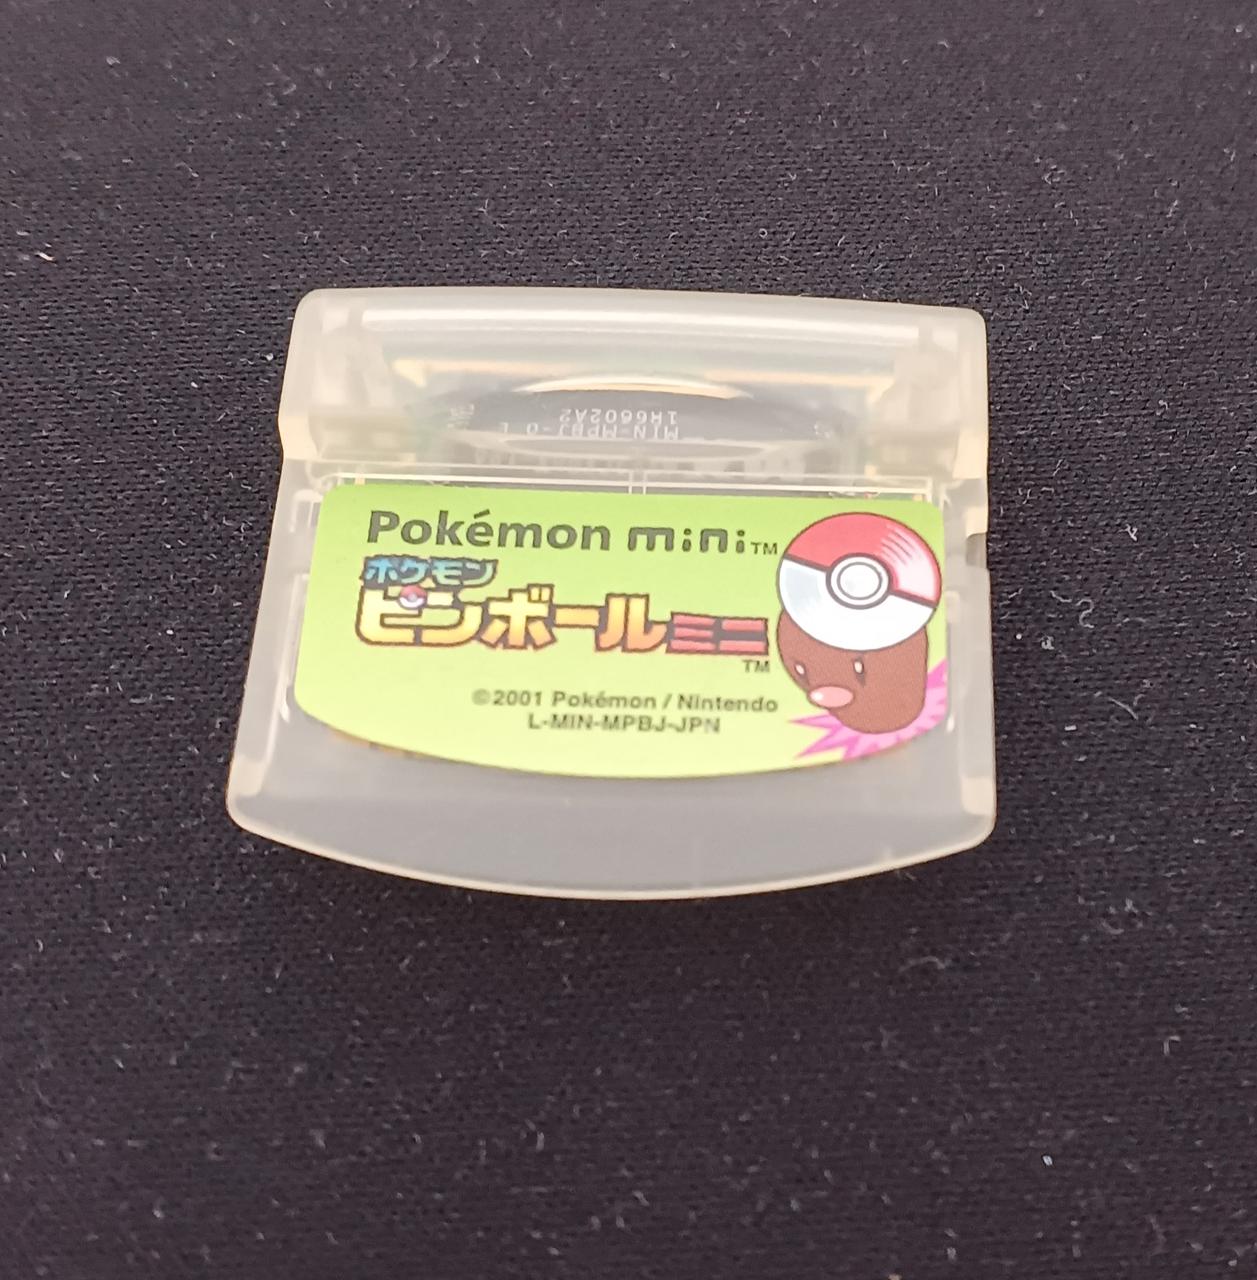 1H6602A2
MIN-MPBJ-0
Pokémon mini™
ポケモン
ピンボールミニ
™
©2001 Pokémon / Nintendo
L-MIN-MPBJ-JPN